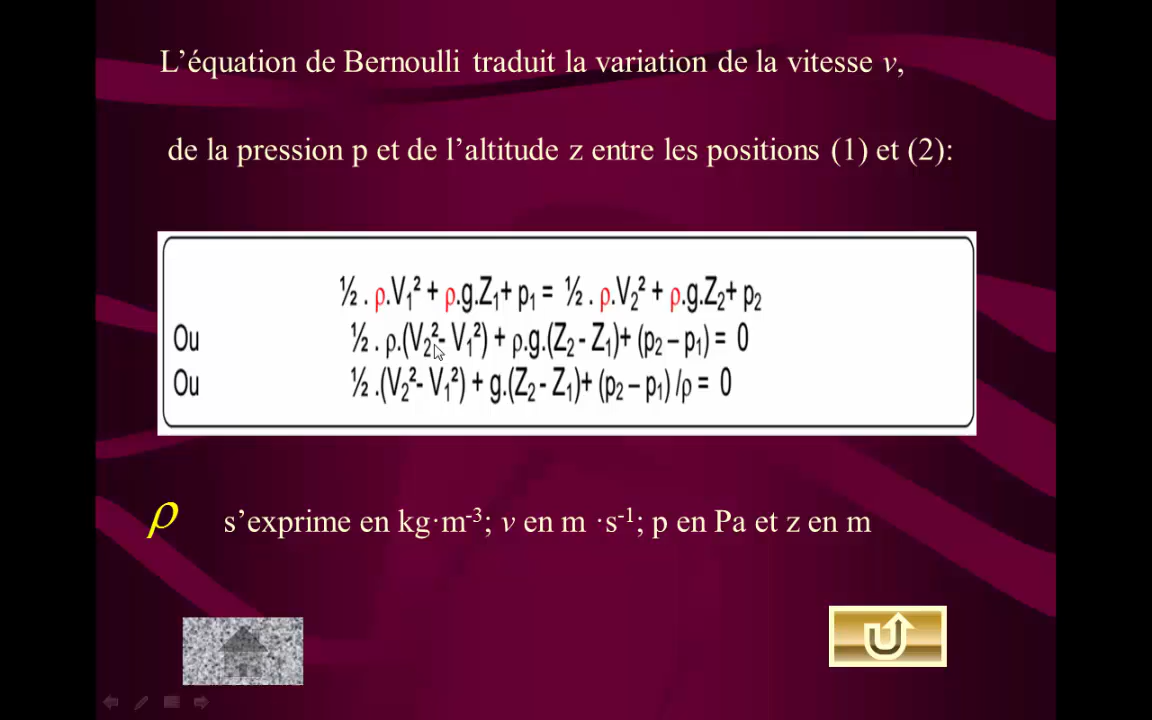 L’équation de Bernoulli traduit la variation de la vitesse v,
de la pression p et de l’altitude z entre les positions (1) et (2):
½ . ρ.V₁² + ρ.g.Z₁+ p₁ = ½ . ρ.V₂² + ρ.g.Z₂+ p₂
Ou ½ . ρ.(V₂²- V₁²) + ρ.g.(Z₂ - Z₁)+ (p₂ – p₁) = 0
Ou ½ .(V₂²- V₁²) + g.(Z₂ - Z₁)+ (p₂ – p₁) /ρ = 0
ρ s’exprime en kg·m⁻³; v en m ·s⁻¹; p en Pa et z en m